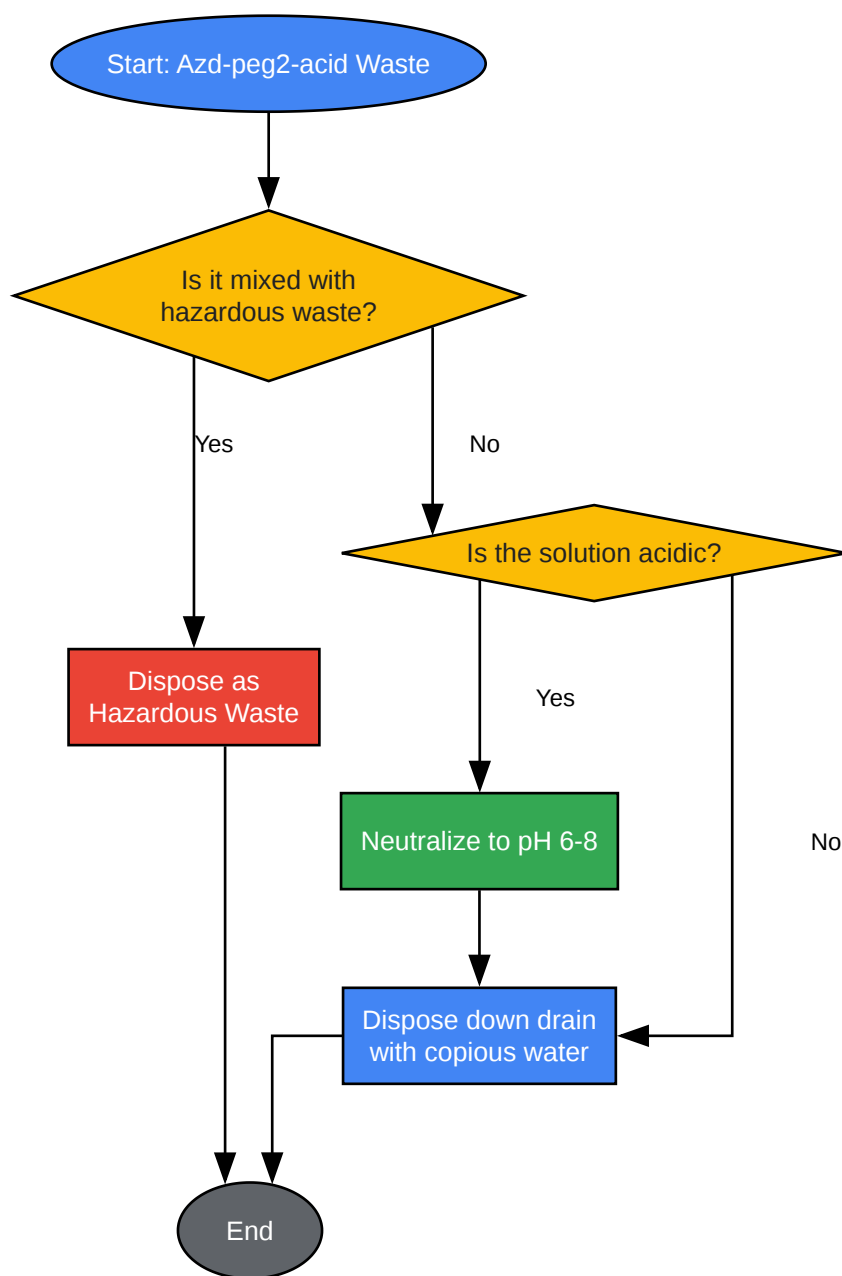 Start: Azd-peg2-acid Waste
Is it mixed with
hazardous waste?
Yes
No
Is the solution acidic?
Dispose as
Hazardous Waste
Yes
Neutralize to pH 6-8
No
Dispose down drain
with copious water
End